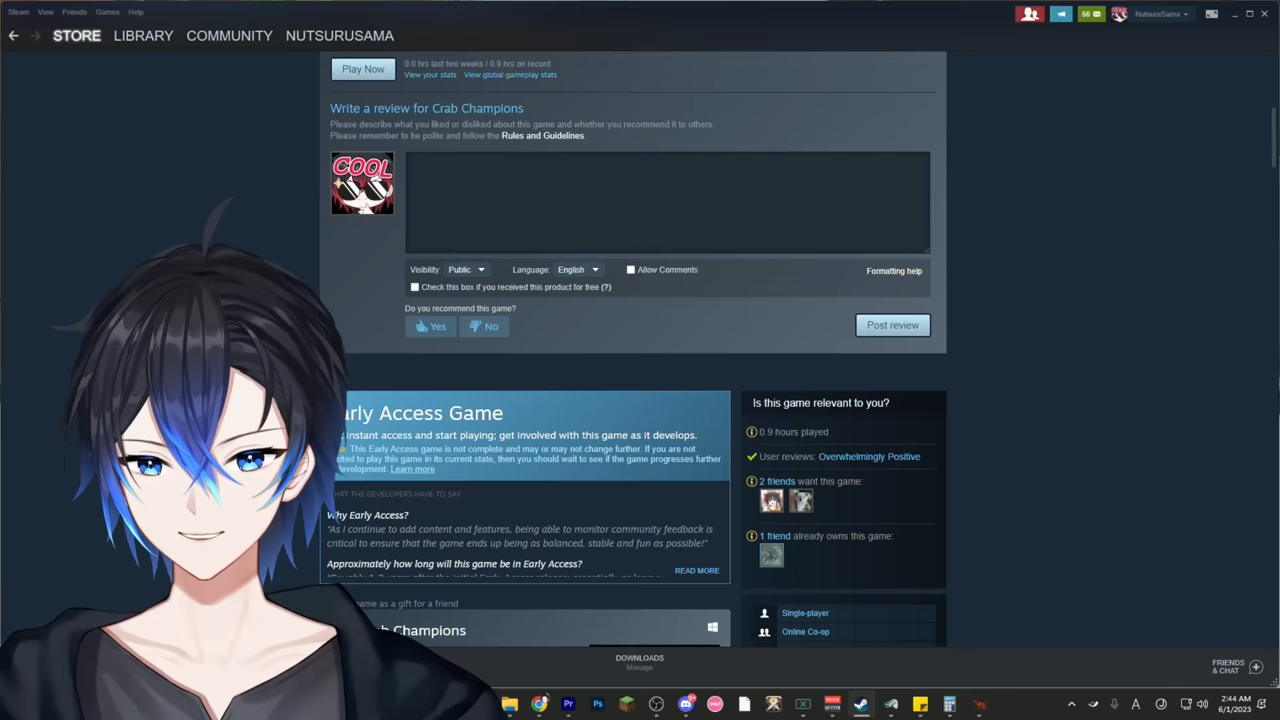 Steam View Friends Games Help
56 NutsuruSama
STORE LIBRARY COMMUNITY NUTSURUSAMA
Play Now
0.0 hrs last two weeks / 0.9 hrs on record
View your stats View global gameplay stats
Write a review for Crab Champions
Please describe what you liked or disliked about this game and whether you recommend it to others.
Please remember to be polite and follow the Rules and Guidelines.
COOL
Visibility: Public Language: English Allow Comments
Formatting help
Check this box if you received this product for free (?)
Do you recommend this game?
Yes No
Post review
arly Access Game
instant access and start playing; get involved with this game as it develops.
This Early Access game is not complete and may or may not change further. If you are not
cited to play this game in its current state, then you should wait to see if the game progresses further
development. Learn more
HAT THE DEVELOPERS HAVE TO SAY:
Why Early Access?
"As I continue to add content and features, being able to monitor community feedback is
critical to ensure that the game ends up being as balanced, stable and fun as possible!"
Approximately how long will this game be in Early Access?
READ MORE
Is this game relevant to you?
0.9 hours played
User reviews: Overwhelmingly Positive
2 friends want this game:
1 friend already owns this game:
game as a gift for a friend
b Champions
Single-player
Online Co-op
DOWNLOADS
Manage
FRIENDS
& CHAT
2:44 AM
6/1/2023